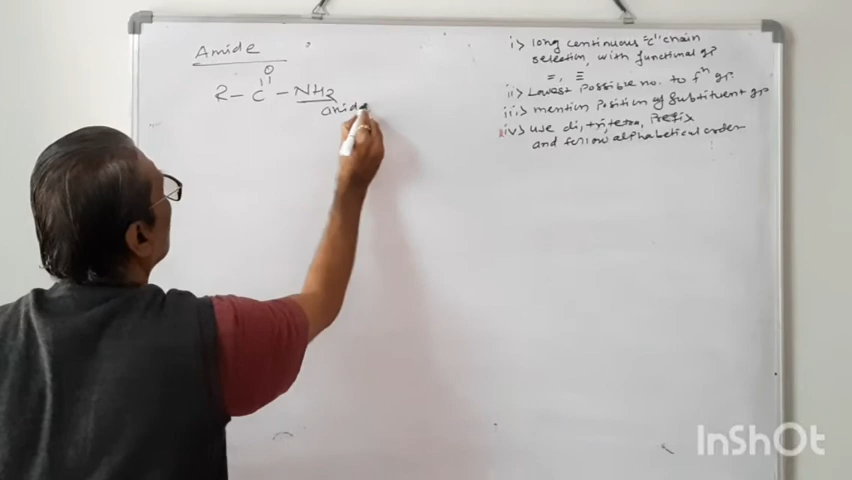 Amide
O
R - C - NH2
amide
i> long continuous "C" chain
selection, with functional gp
=, ≡
ii> Lowest possible no. to fⁿ gp.
iii> mention position of substituent gp
iv> use di, tri, tetra, prefix
and follow alphabetical order
InShOt